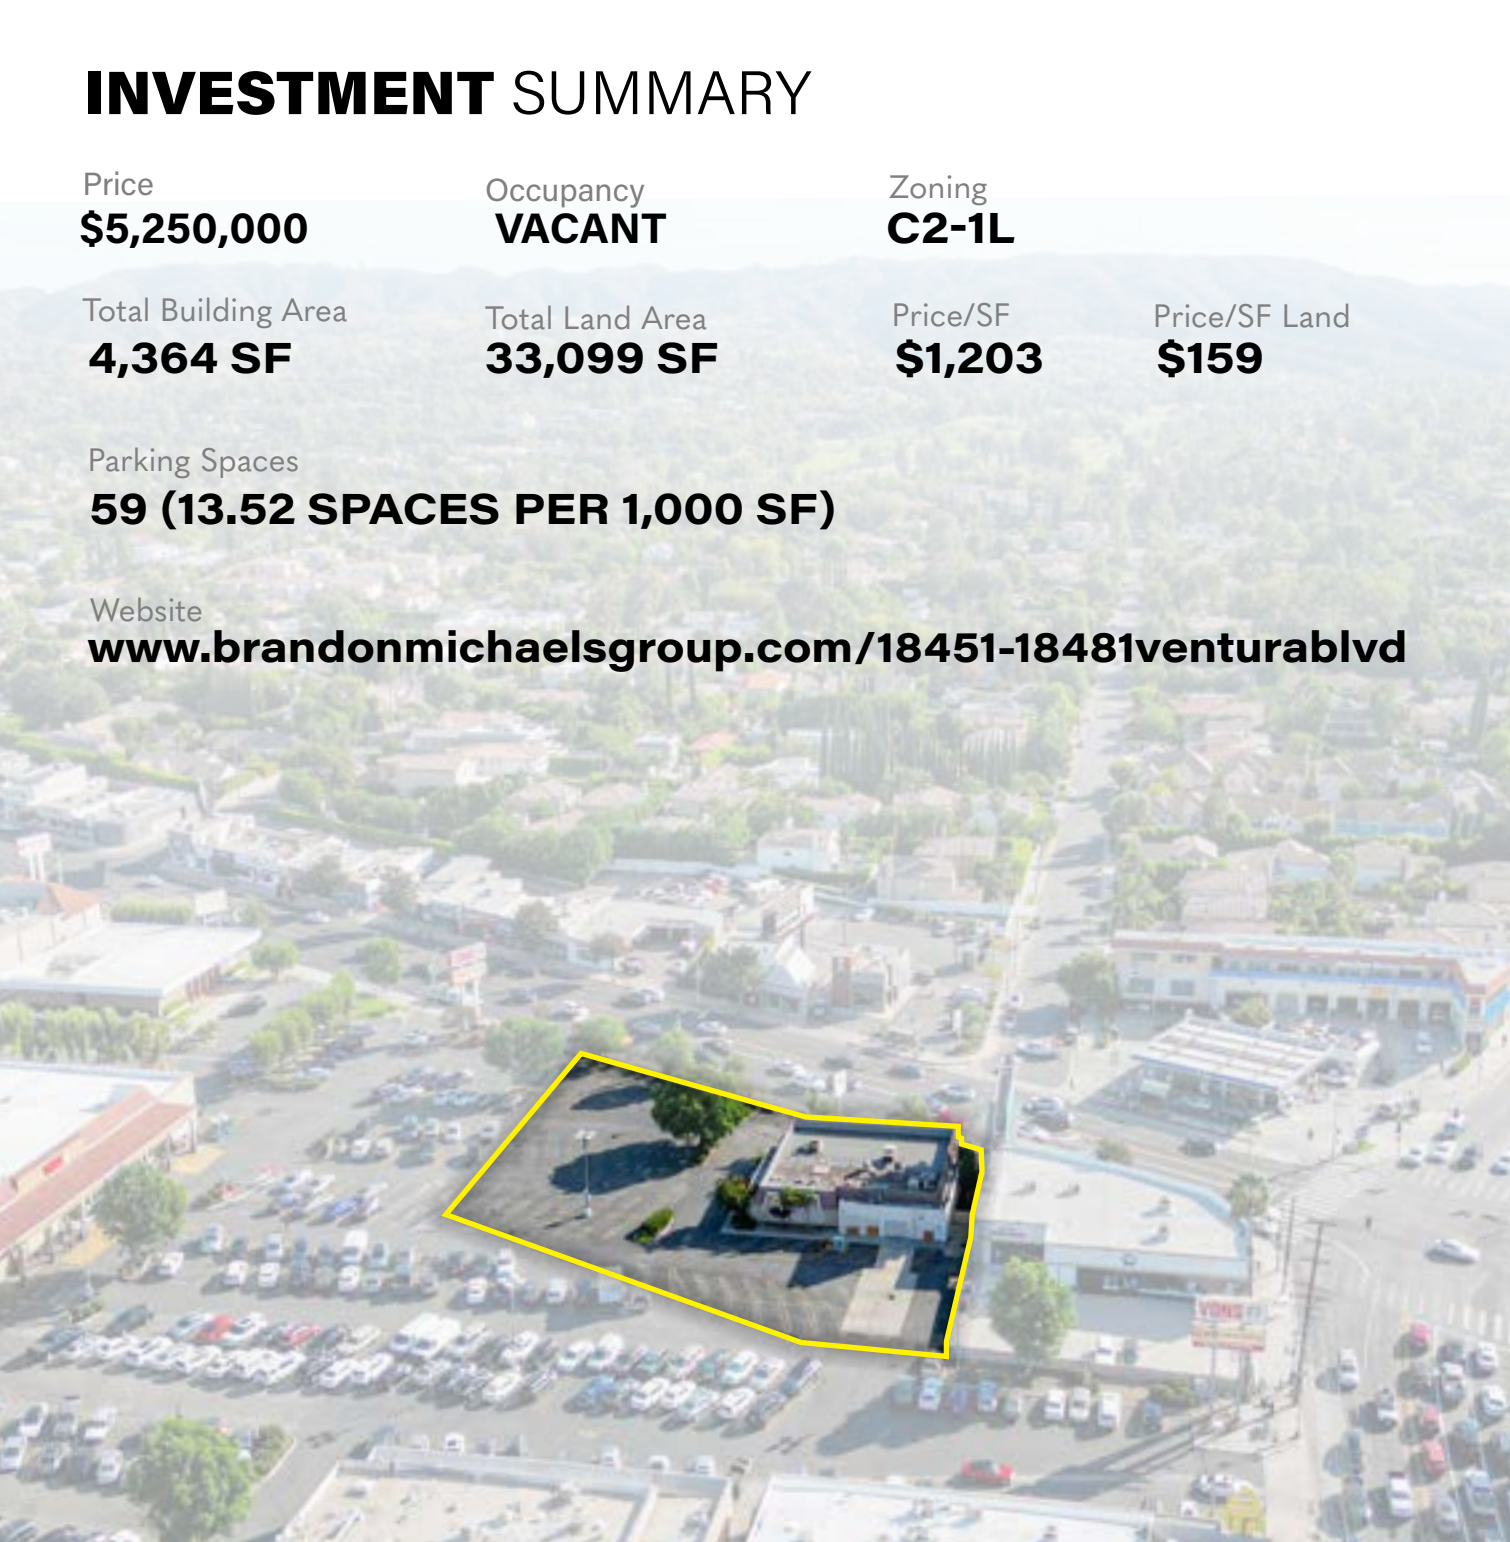 INVESTMENT SUMMARY
Price
$5,250,000
Occupancy
VACANT
Zoning
C2-1L
Total Building Area
4,364 SF
Total Land Area
33,099 SF
Price/SF
$1,203
Price/SF Land
$159
Parking Spaces
59 (13.52 SPACES PER 1,000 SF)
Website
www.brandonmichaelsgroup.com/18451-18481venturablvd
VONS